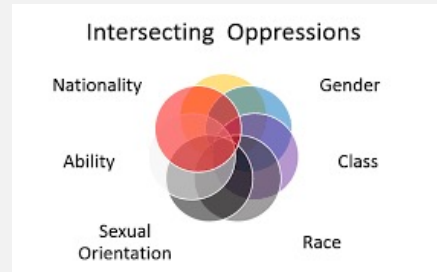 Intersecting Oppressions
Nationality
Gender
Ability
Class
Sexual
Orientation
Race